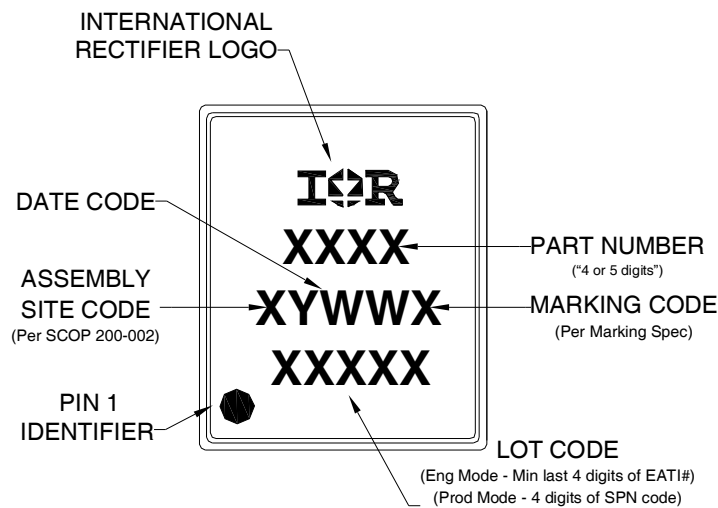 INTERNATIONAL
RECTIFIER LOGO
IOR
DATE CODE
XXXX
PART NUMBER
(“4 or 5 digits”)
ASSEMBLY
SITE CODE
(Per SCOP 200-002)
XYWWX
MARKING CODE
(Per Marking Spec)
XXXXX
PIN 1
IDENTIFIER
LOT CODE
(Eng Mode - Min last 4 digits of EATI#)
(Prod Mode - 4 digits of SPN code)